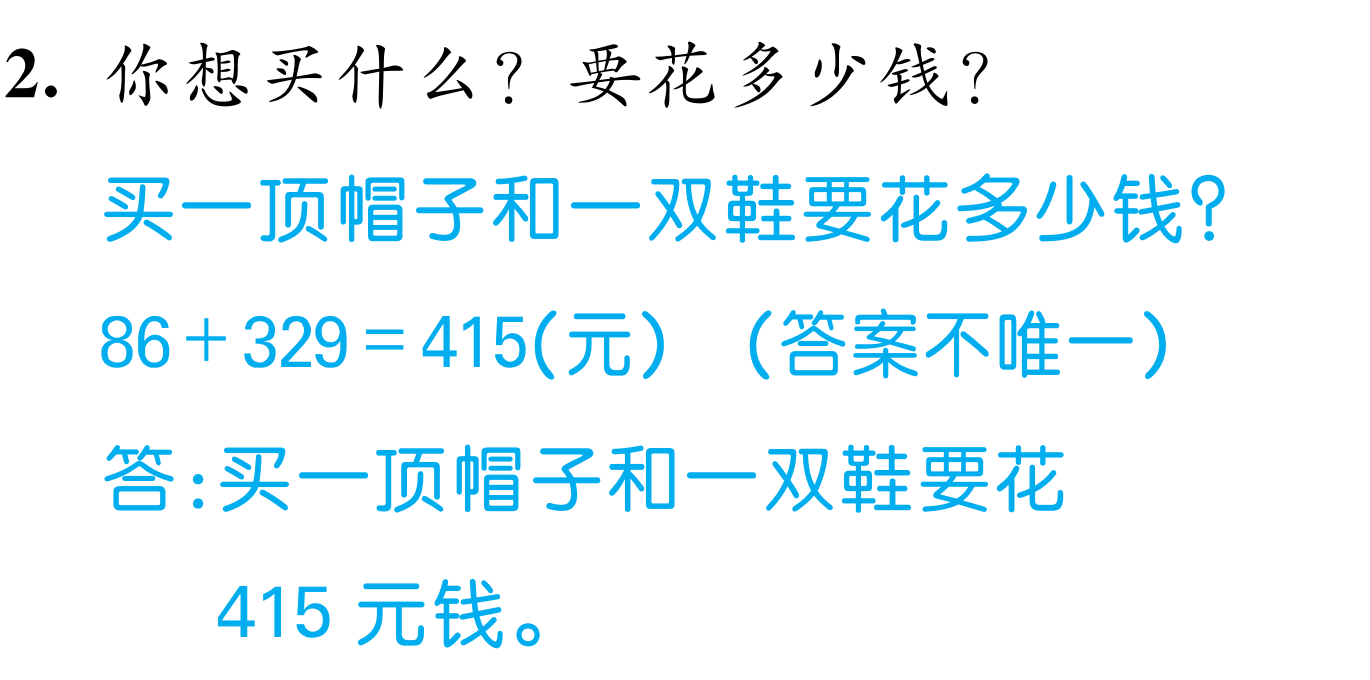 2. 你想买什么？要花多少钱？
买一顶帽子和一双鞋要花多少钱？
86＋329＝415(元) (答案不唯一)
答：买一顶帽子和一双鞋要花
415 元钱。